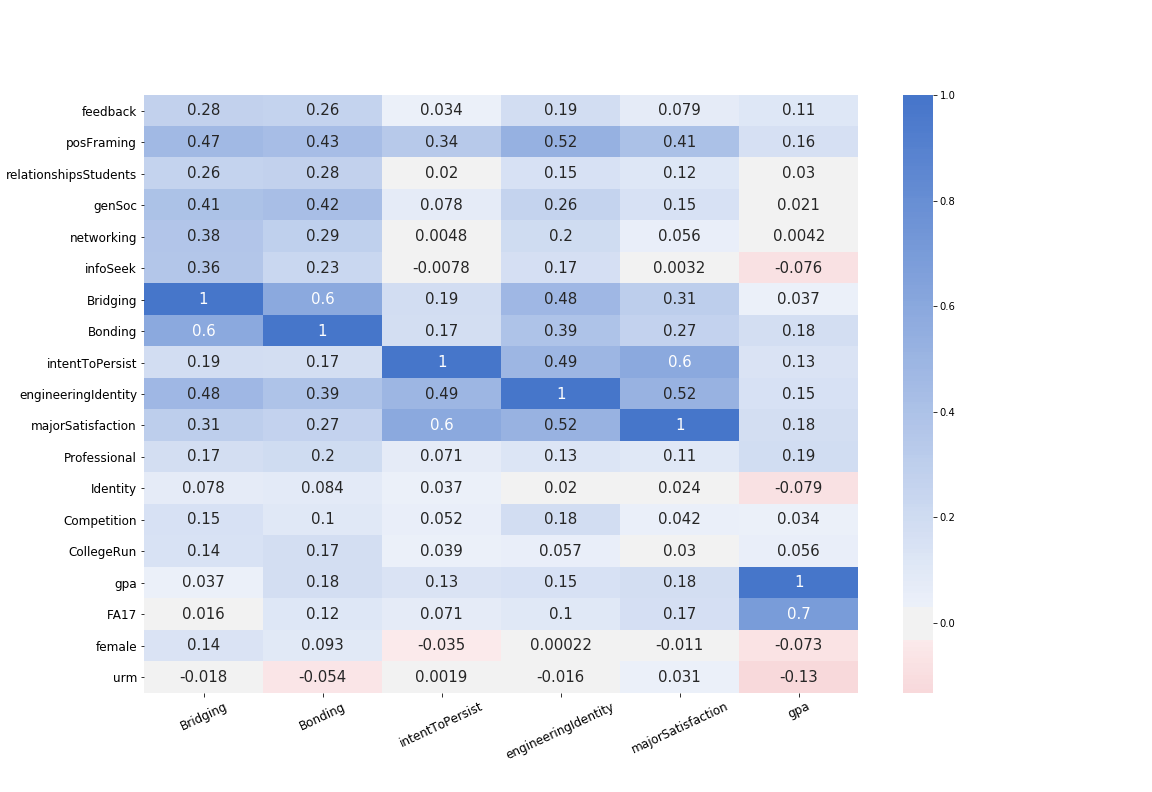 feedback 0.28 0.26 0.034 0.19 0.079 0.11
posFraming 0.47 0.43 0.34 0.52 0.41 0.16
relationshipsStudents 0.26 0.28 0.02 0.15 0.12 0.03
genSoc 0.41 0.42 0.078 0.26 0.15 0.021
networking 0.38 0.29 0.0048 0.2 0.056 0.0042
infoSeek 0.36 0.23 -0.0078 0.17 0.0032 -0.076
Bridging 1 0.6 0.19 0.48 0.31 0.037
Bonding 0.6 1 0.17 0.39 0.27 0.18
intentToPersist 0.19 0.17 1 0.49 0.6 0.13
engineeringIdentity 0.48 0.39 0.49 1 0.52 0.15
majorSatisfaction 0.31 0.27 0.6 0.52 1 0.18
Professional 0.17 0.2 0.071 0.13 0.11 0.19
Identity 0.078 0.084 0.037 0.02 0.024 -0.079
Competition 0.15 0.1 0.052 0.18 0.042 0.034
CollegeRun 0.14 0.17 0.039 0.057 0.03 0.056
gpa 0.037 0.18 0.13 0.15 0.18 1
FA17 0.016 0.12 0.071 0.1 0.17 0.7
female 0.14 0.093 -0.035 0.00022 -0.011 -0.073
urm -0.018 -0.054 0.0019 -0.016 0.031 -0.13
Bridging Bonding intentToPersist engineeringIdentity majorSatisfaction gpa
1.0
0.8
0.6
0.4
0.2
0.0